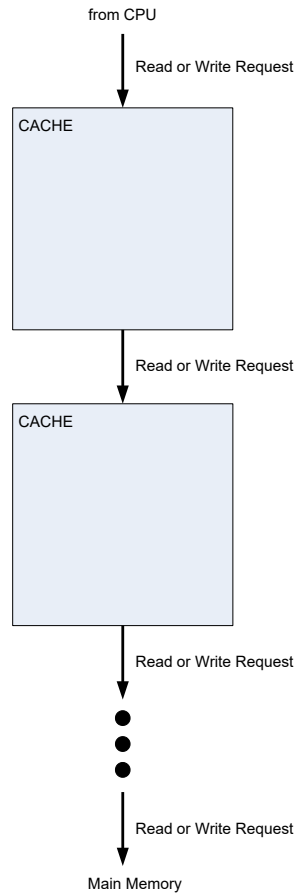 from CPU
Read or Write Request
CACHE
Read or Write Request
CACHE
Read or Write Request
Read or Write Request
Main Memory